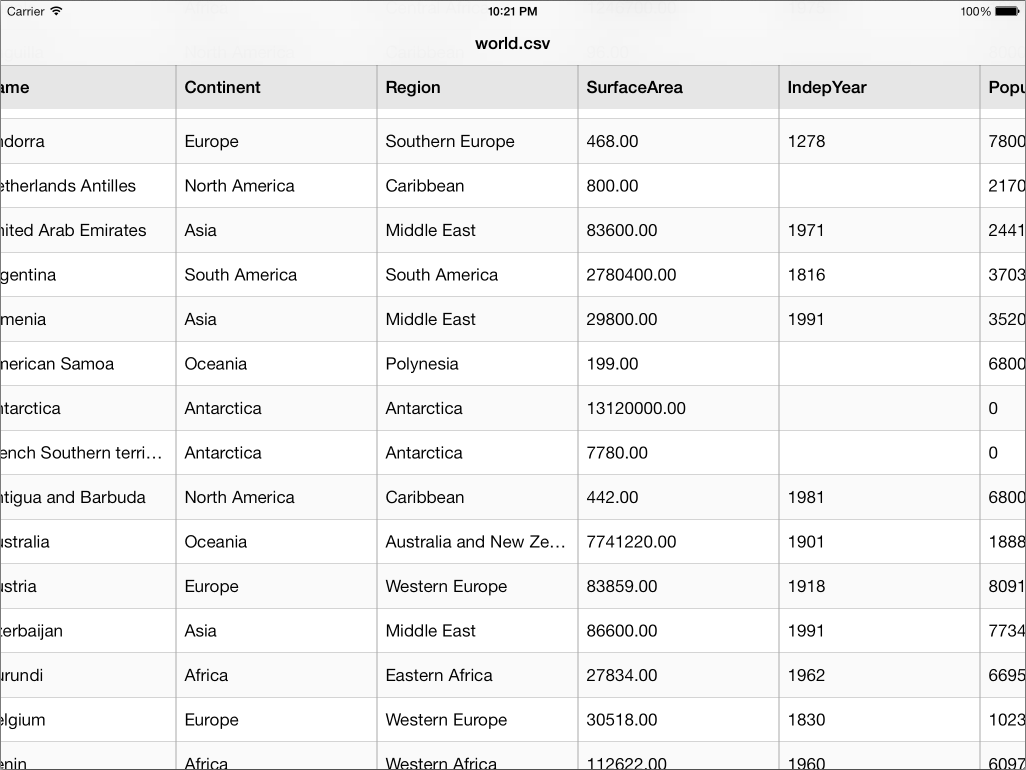 Carrier 10:21 PM 100%
world.csv
ame Continent Region SurfaceArea IndepYear Popu
ndorra Europe Southern Europe 468.00 1278 7800
etherlands Antilles North America Caribbean 800.00 2170
nited Arab Emirates Asia Middle East 83600.00 1971 2441
gentina South America South America 2780400.00 1816 3703
menia Asia Middle East 29800.00 1991 3520
merican Samoa Oceania Polynesia 199.00 6800
ntarctica Antarctica Antarctica 13120000.00 0
ench Southern terri… Antarctica Antarctica 7780.00 0
ntigua and Barbuda North America Caribbean 442.00 1981 6800
ustralia Oceania Australia and New Ze… 7741220.00 1901 1888
ustria Europe Western Europe 83859.00 1918 8091
zerbaijan Asia Middle East 86600.00 1991 7734
urundi Africa Eastern Africa 27834.00 1962 6695
elgium Europe Western Europe 30518.00 1830 1023
enin Africa Western Africa 112622.00 1960 6097